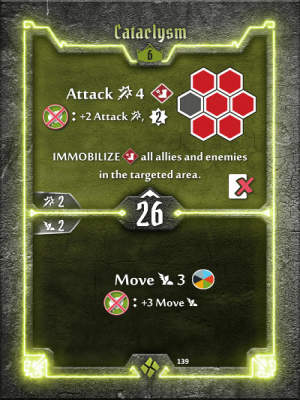 Cataclysm
6
Attack 4
: +2 Attack , 2
IMMOBILIZE all allies and enemies
in the targeted area.
2
26
2
Move 3
: +3 Move
139